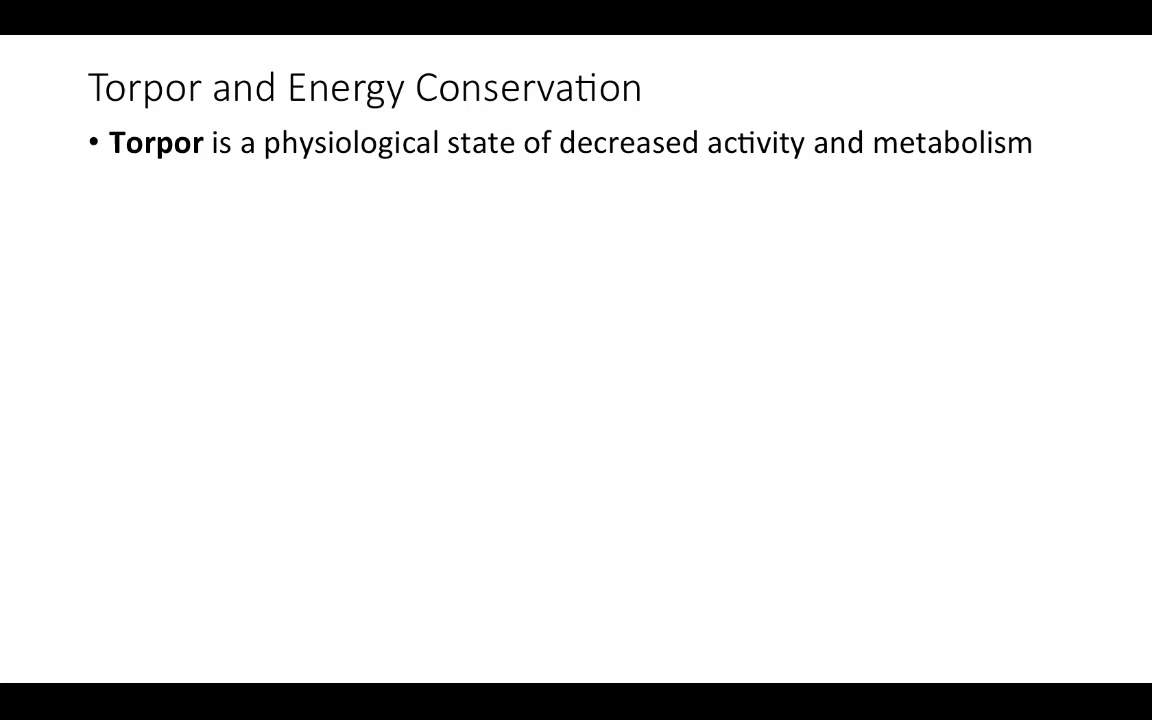 Torpor and Energy Conservation
• Torpor is a physiological state of decreased activity and metabolism